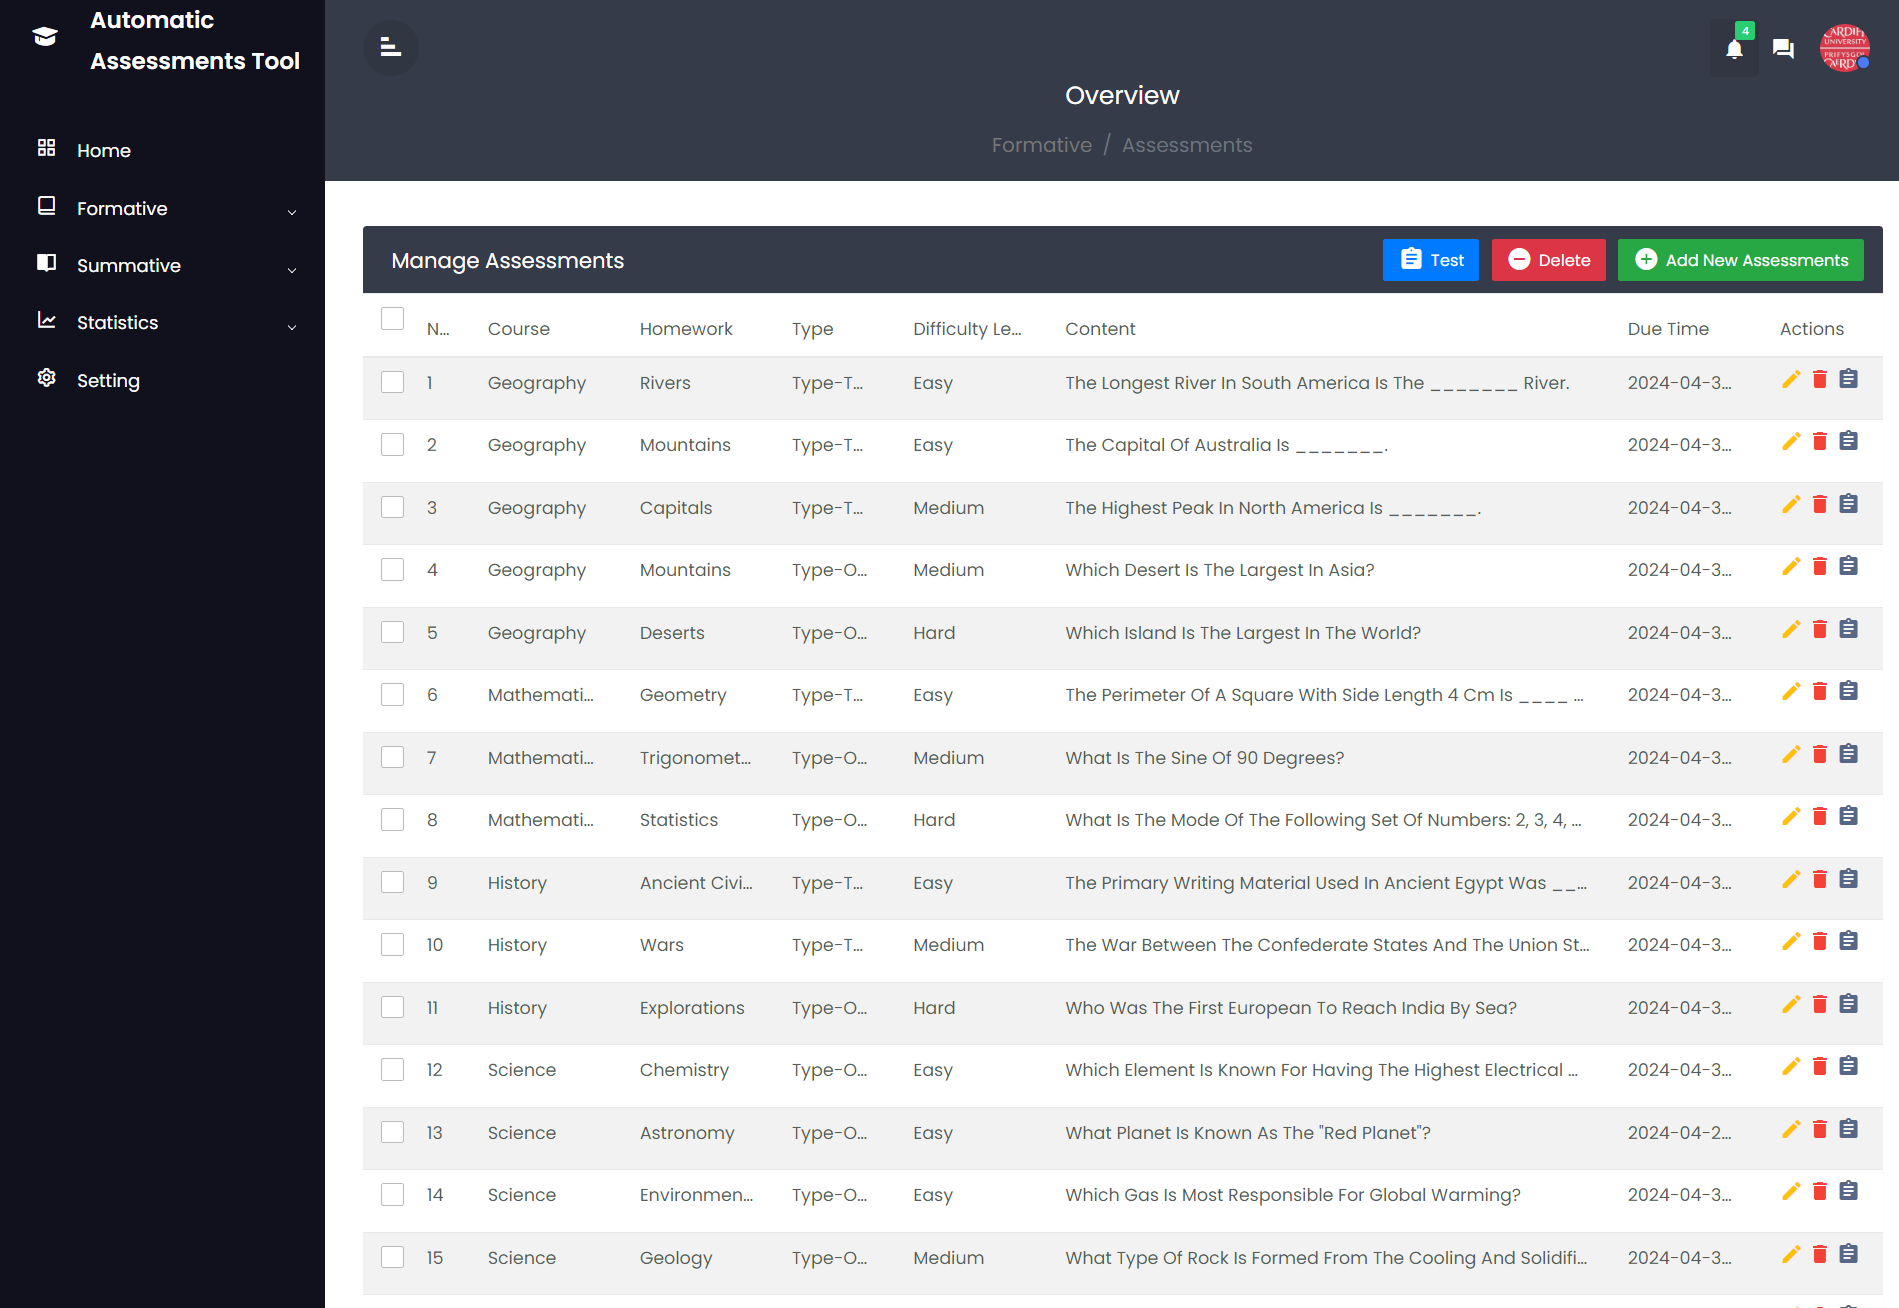 Automatic
Assessments Tool
4
CARDIFF
UNIVERSITY
PRIFYSGOL
CAERDYDD
Overview
Formative / Assessments
Home
Formative
Summative
Statistics
Setting
Manage Assessments Test Delete Add New Assessments
N... Course Homework Type Difficulty Le... Content Due Time Actions
1 Geography Rivers Type-T... Easy The Longest River In South America Is The _______ River. 2024-04-3...
2 Geography Mountains Type-T... Easy The Capital Of Australia Is _______. 2024-04-3...
3 Geography Capitals Type-T... Medium The Highest Peak In North America Is _______. 2024-04-3...
4 Geography Mountains Type-O... Medium Which Desert Is The Largest In Asia? 2024-04-3...
5 Geography Deserts Type-O... Hard Which Island Is The Largest In The World? 2024-04-3...
6 Mathemati... Geometry Type-T... Easy The Perimeter Of A Square With Side Length 4 Cm Is ____ ... 2024-04-3...
7 Mathemati... Trigonomet... Type-O... Medium What Is The Sine Of 90 Degrees? 2024-04-3...
8 Mathemati... Statistics Type-O... Hard What Is The Mode Of The Following Set Of Numbers: 2, 3, 4, ... 2024-04-3...
9 History Ancient Civi... Type-T... Easy The Primary Writing Material Used In Ancient Egypt Was __... 2024-04-3...
10 History Wars Type-T... Medium The War Between The Confederate States And The Union St... 2024-04-3...
11 History Explorations Type-O... Hard Who Was The First European To Reach India By Sea? 2024-04-3...
12 Science Chemistry Type-O... Easy Which Element Is Known For Having The Highest Electrical ... 2024-04-3...
13 Science Astronomy Type-O... Easy What Planet Is Known As The "Red Planet"? 2024-04-2...
14 Science Environmen... Type-O... Easy Which Gas Is Most Responsible For Global Warming? 2024-04-3...
15 Science Geology Type-O... Medium What Type Of Rock Is Formed From The Cooling And Solidifi... 2024-04-3...